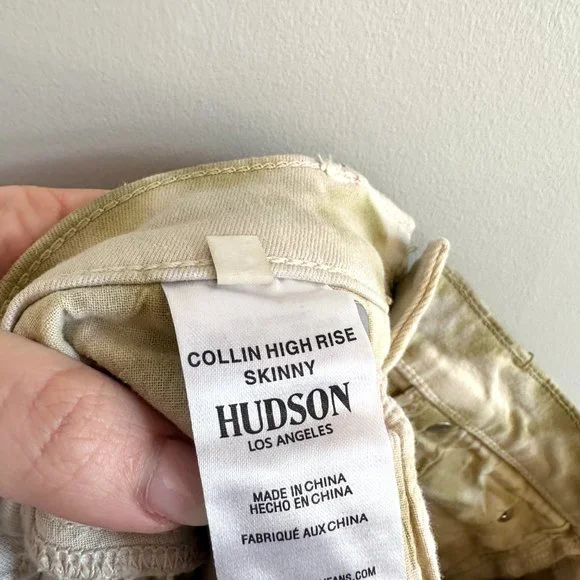 COLLIN HIGH RISE
SKINNY
HUDSON
LOS ANGELES
MADE IN CHINA
HECHO EN CHINA
FABRIQUÉ AUX CHINA